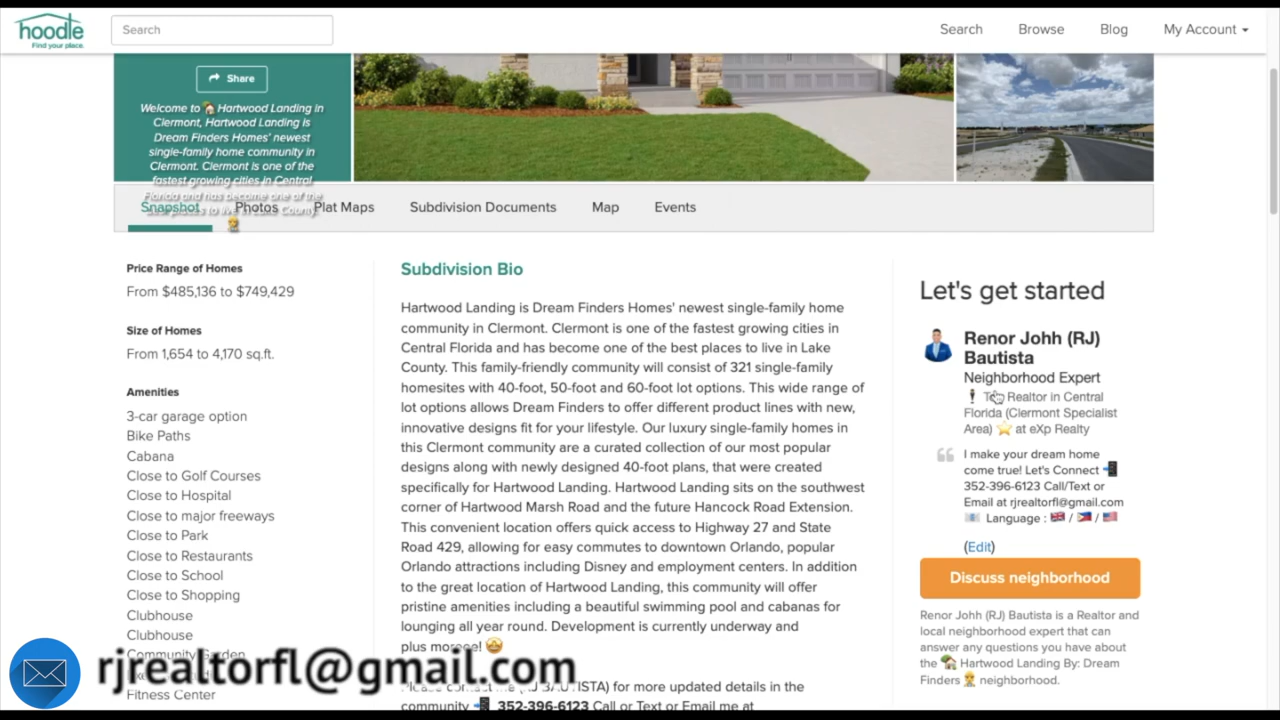 hoodle
Find your place.
Search
Search
Browse
Blog
My Account
Share
Welcome to 🏡 Hartwood Landing in
Clermont, Hartwood Landing is
Dream Finders Homes' newest
single-family home community in
Clermont. Clermont is one of the
fastest growing cities in Central
Florida and has become one of the
Snapshot
Photos
Plat Maps
Subdivision Documents
Map
Events
Price Range of Homes
From $485,136 to $749,429
Size of Homes
From 1,654 to 4,170 sq.ft.
Amenities
3-car garage option
Bike Paths
Cabana
Close to Golf Courses
Close to Hospital
Close to major freeways
Close to Park
Close to Restaurants
Close to School
Close to Shopping
Clubhouse
Clubhouse
Community Garden
Fitness Center
Subdivision Bio
Hartwood Landing is Dream Finders Homes' newest single-family home
community in Clermont. Clermont is one of the fastest growing cities in
Central Florida and has become one of the best places to live in Lake
County. This family-friendly community will consist of 321 single-family
homesites with 40-foot, 50-foot and 60-foot lot options. This wide range of
lot options allows Dream Finders to offer different product lines with new,
innovative designs fit for your lifestyle. Our luxury single-family homes in
this Clermont community are a curated collection of our most popular
designs along with newly designed 40-foot plans, that were created
specifically for Hartwood Landing. Hartwood Landing sits on the southwest
corner of Hartwood Marsh Road and the future Hancock Road Extension.
This convenient location offers quick access to Highway 27 and State
Road 429, allowing for easy commutes to downtown Orlando, popular
Orlando attractions including Disney and employment centers. In addition
to the great location of Hartwood Landing, this community will offer
pristine amenities including a beautiful swimming pool and cabanas for
lounging all year round. Development is currently underway and
plus more 🤩
Please contact me (RJ BAUTISTA) for more updated details in the
community 📲 352-396-6123 Call or Text or Email me at
Let's get started
Renor Johh (RJ)
Bautista
Neighborhood Expert
Realtor in Central
Florida (Clermont Specialist
Area) ⭐ at eXp Realty
I make your dream home
come true! Let's Connect 📲
352-396-6123 Call/Text or
Email at rjrealtorfl@gmail.com
Language : 🇬🇧 / 🇵🇭 / 🇺🇸
(Edit)
Discuss neighborhood
Renor Johh (RJ) Bautista is a Realtor and
local neighborhood expert that can
answer any questions you have about
the 🏡 Hartwood Landing By: Dream
Finders 👷 neighborhood.
rjrealtorfl@gmail.com